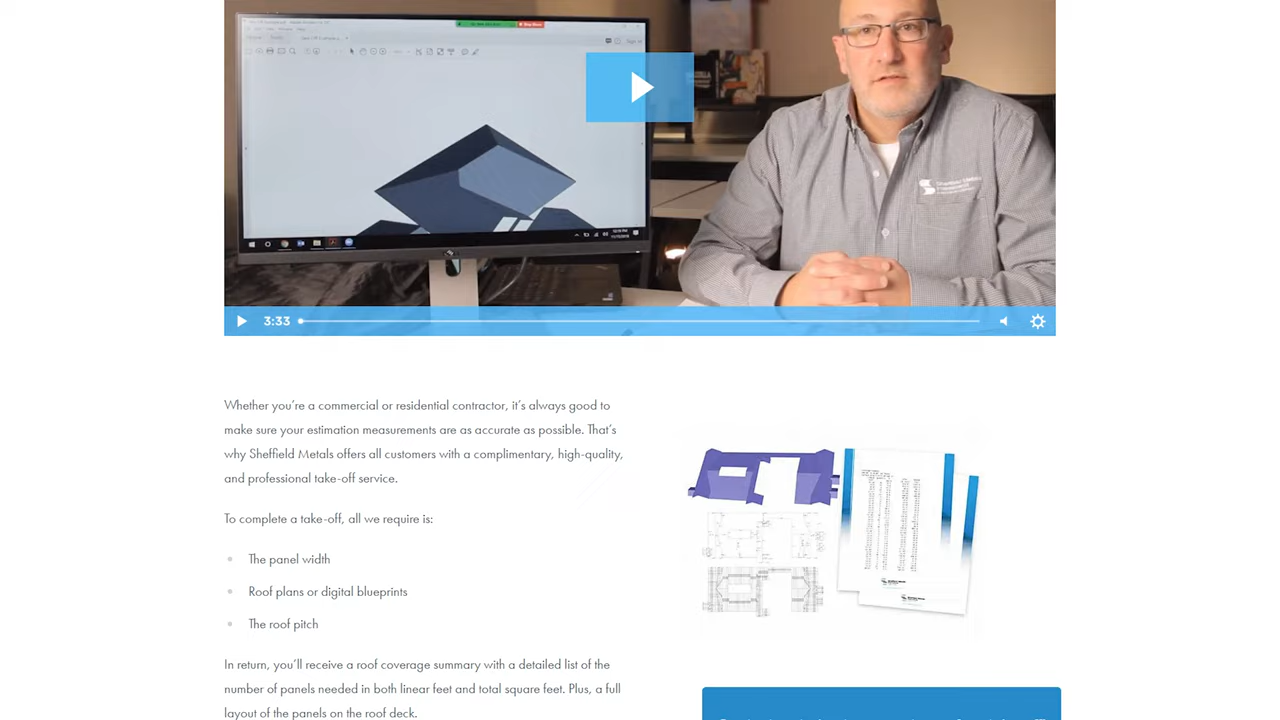 Sign In
3:33
Whether you’re a commercial or residential contractor, it’s always good to
make sure your estimation measurements are as accurate as possible. That’s
why Sheffield Metals offers all customers with a complimentary, high-quality,
and professional take-off service.
To complete a take-off, all we require is:
The panel width
Roof plans or digital blueprints
The roof pitch
In return, you’ll receive a roof coverage summary with a detailed list of the
number of panels needed in both linear feet and total square feet. Plus, a full
layout of the panels on the roof deck.